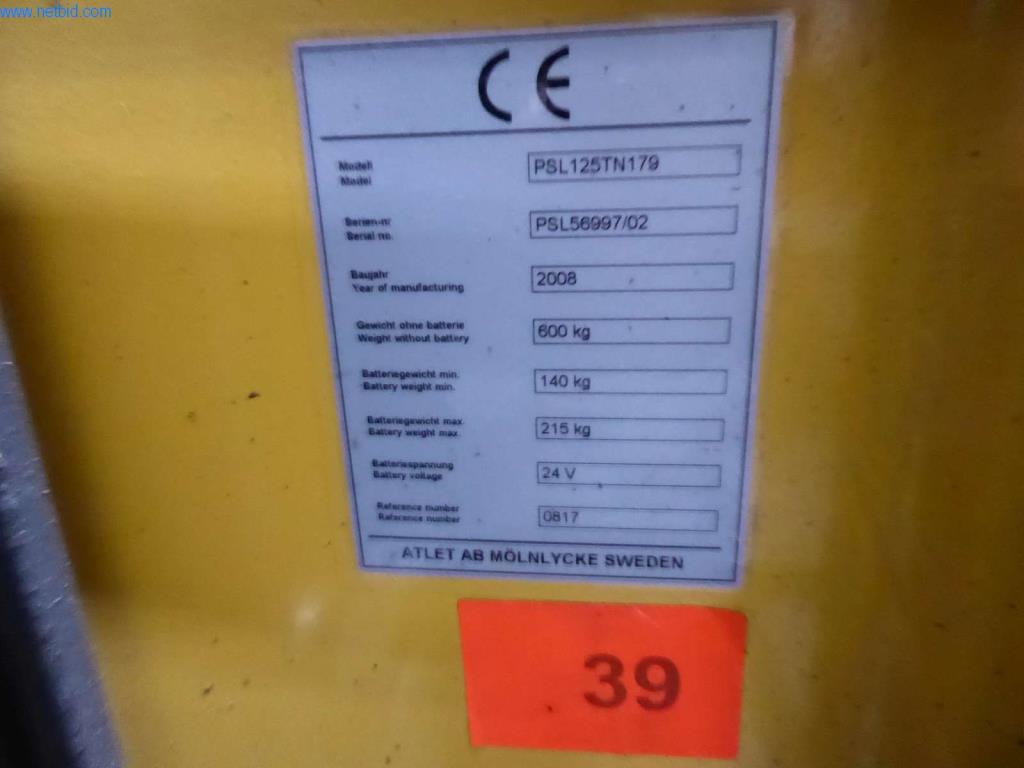 www.netbid.com
CE
Modell
Model
PSL125TN179
Serien-nr
Serial no.
PSL56997/02
Baujahr
Year of manufacturing
2008
Gewicht ohne batterie
Weight without battery
600 kg
Batteriegewicht min.
Battery weight min.
140 kg
Batteriegewicht max.
Battery weight max.
215 kg
Batteriespannung
Battery voltage
24 V
Reference number
Reference number
0817
ATLET AB MÖLNLYCKE SWEDEN
39